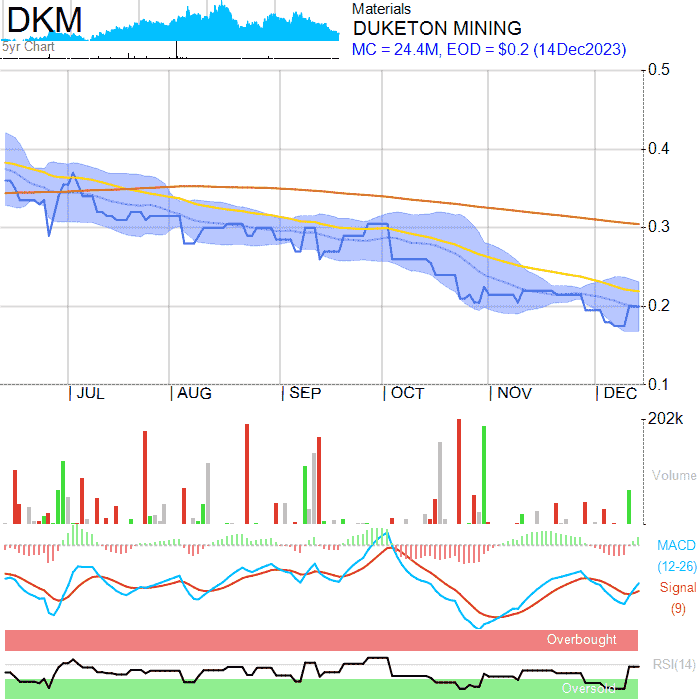 DKM
5yr Chart
Materials
DUKETON MINING
MC = 24.4M, EOD = $0.2 (14Dec2023)
0.5
0.4
0.3
0.2
0.1
JUL AUG SEP OCT NOV DEC
202k
Volume
MACD
(12-26)
Signal
(9)
Overbought
RSI(14)
Oversold